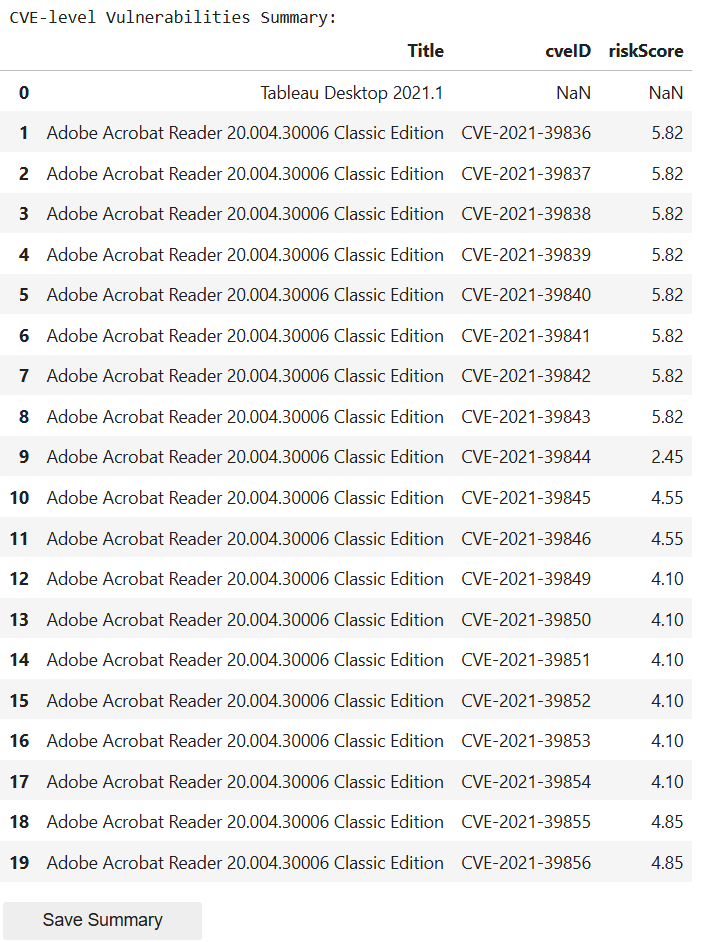 CVE-level Vulnerabilities Summary:
Title cveID riskScore
0 Tableau Desktop 2021.1 NaN NaN
1 Adobe Acrobat Reader 20.004.30006 Classic Edition CVE-2021-39836 5.82
2 Adobe Acrobat Reader 20.004.30006 Classic Edition CVE-2021-39837 5.82
3 Adobe Acrobat Reader 20.004.30006 Classic Edition CVE-2021-39838 5.82
4 Adobe Acrobat Reader 20.004.30006 Classic Edition CVE-2021-39839 5.82
5 Adobe Acrobat Reader 20.004.30006 Classic Edition CVE-2021-39840 5.82
6 Adobe Acrobat Reader 20.004.30006 Classic Edition CVE-2021-39841 5.82
7 Adobe Acrobat Reader 20.004.30006 Classic Edition CVE-2021-39842 5.82
8 Adobe Acrobat Reader 20.004.30006 Classic Edition CVE-2021-39843 5.82
9 Adobe Acrobat Reader 20.004.30006 Classic Edition CVE-2021-39844 2.45
10 Adobe Acrobat Reader 20.004.30006 Classic Edition CVE-2021-39845 4.55
11 Adobe Acrobat Reader 20.004.30006 Classic Edition CVE-2021-39846 4.55
12 Adobe Acrobat Reader 20.004.30006 Classic Edition CVE-2021-39849 4.10
13 Adobe Acrobat Reader 20.004.30006 Classic Edition CVE-2021-39850 4.10
14 Adobe Acrobat Reader 20.004.30006 Classic Edition CVE-2021-39851 4.10
15 Adobe Acrobat Reader 20.004.30006 Classic Edition CVE-2021-39852 4.10
16 Adobe Acrobat Reader 20.004.30006 Classic Edition CVE-2021-39853 4.10
17 Adobe Acrobat Reader 20.004.30006 Classic Edition CVE-2021-39854 4.10
18 Adobe Acrobat Reader 20.004.30006 Classic Edition CVE-2021-39855 4.85
19 Adobe Acrobat Reader 20.004.30006 Classic Edition CVE-2021-39856 4.85
Save Summary